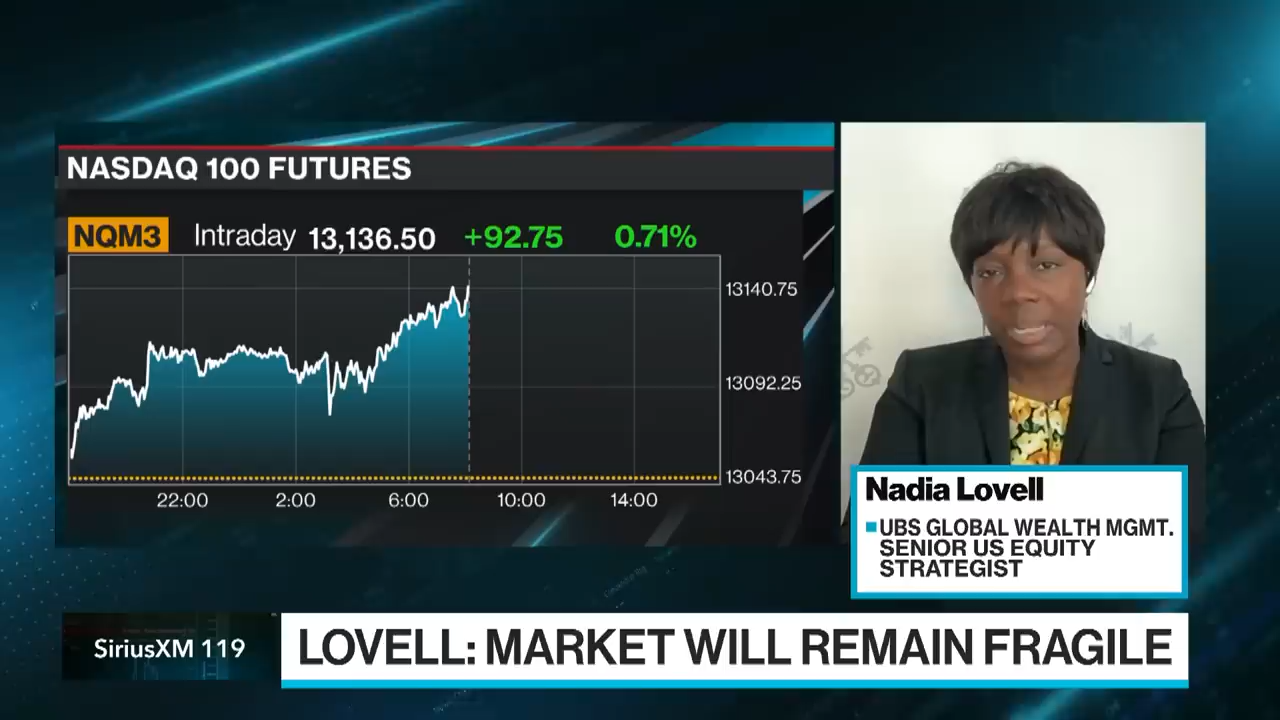 NASDAQ 100 FUTURES
NQM3 Intraday 13,136.50 +92.75 0.71%
13140.75
13092.25
13043.75
22:00 2:00 6:00 10:00 14:00
Nadia Lovell
UBS GLOBAL WEALTH MGMT.
SENIOR US EQUITY
STRATEGIST
SiriusXM 119
LOVELL: MARKET WILL REMAIN FRAGILE